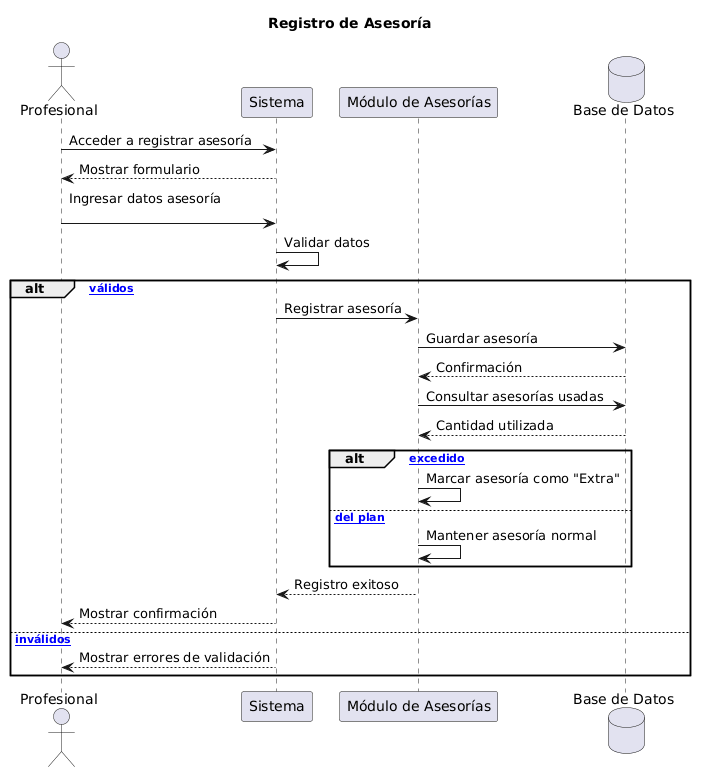 Registro de Asesoría
Profesional
Sistema
Módulo de Asesorías
Base de Datos
Acceder a registrar asesoría
Mostrar formulario
Ingresar datos asesoría
Validar datos
alt
válidos
Registrar asesoría
Guardar asesoría
Confirmación
Consultar asesorías usadas
Cantidad utilizada
alt
excedido
Marcar asesoría como "Extra"
del plan
Mantener asesoría normal
Registro exitoso
Mostrar confirmación
inválidos
Mostrar errores de validación
Profesional
Sistema
Módulo de Asesorías
Base de Datos